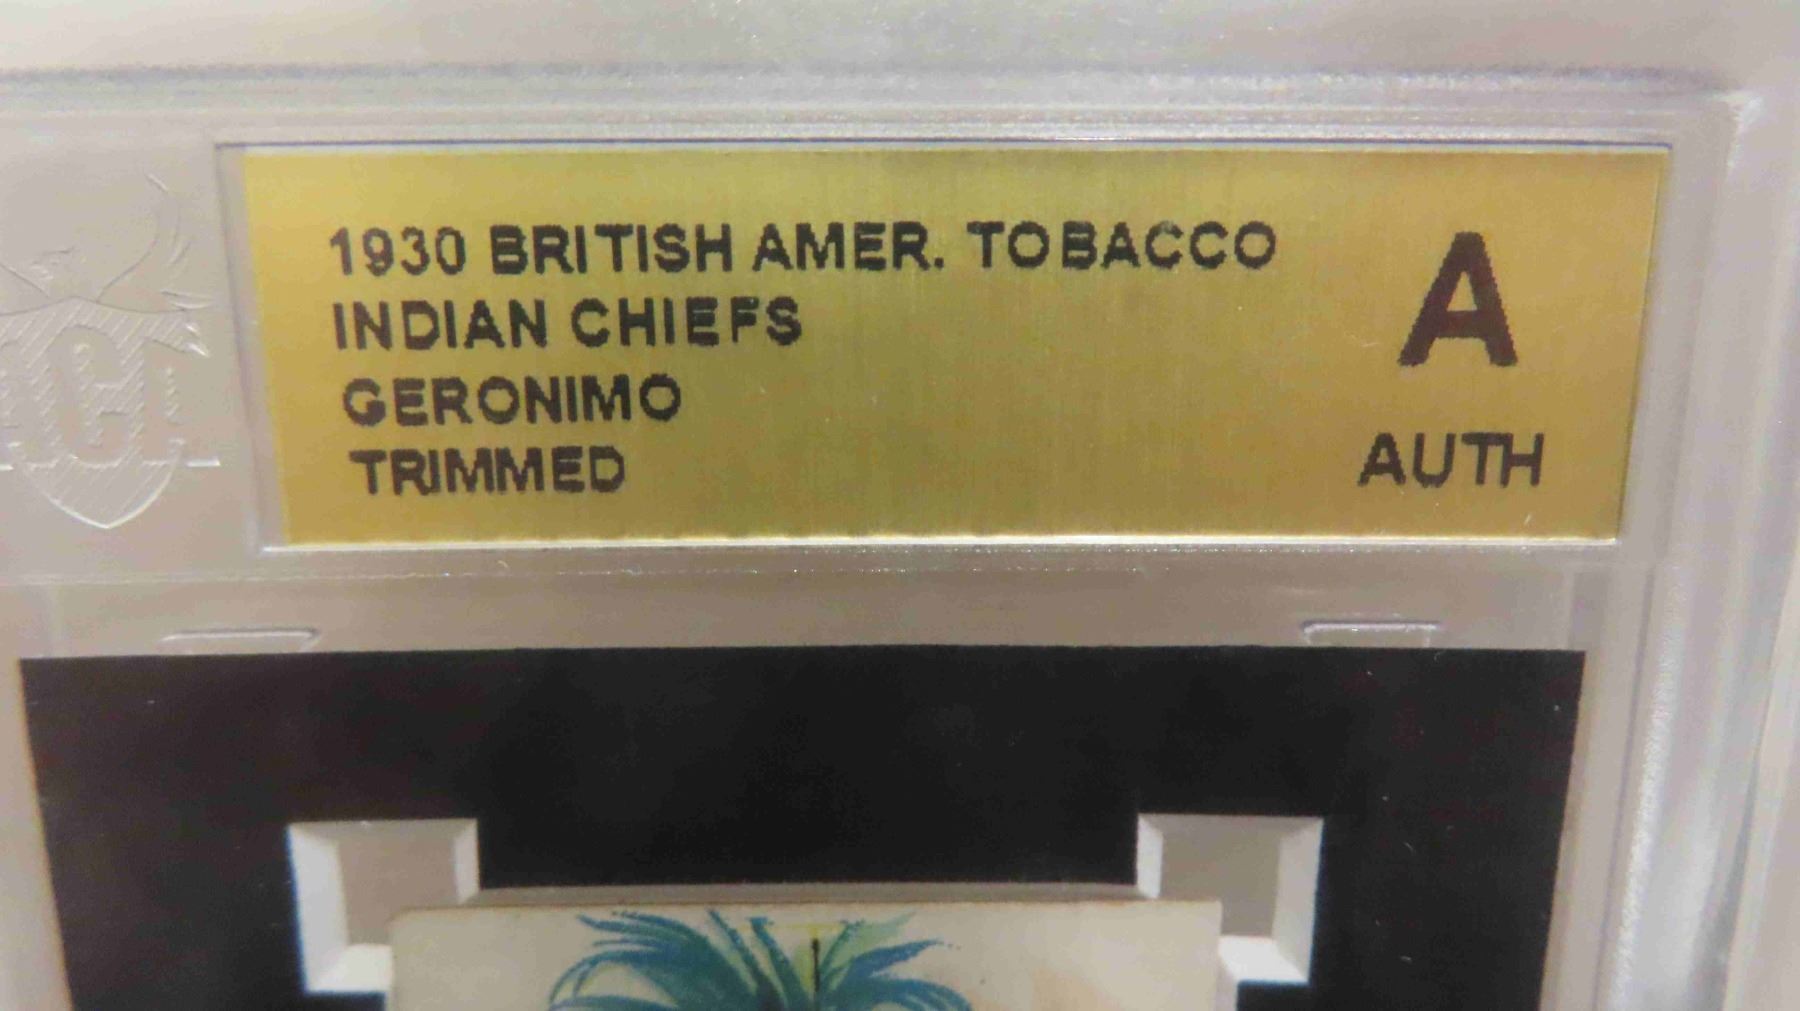 1930 BRITISH AMER. TOBACCO
INDIAN CHIEFS
GERONIMO
TRIMMED
A
AUTH